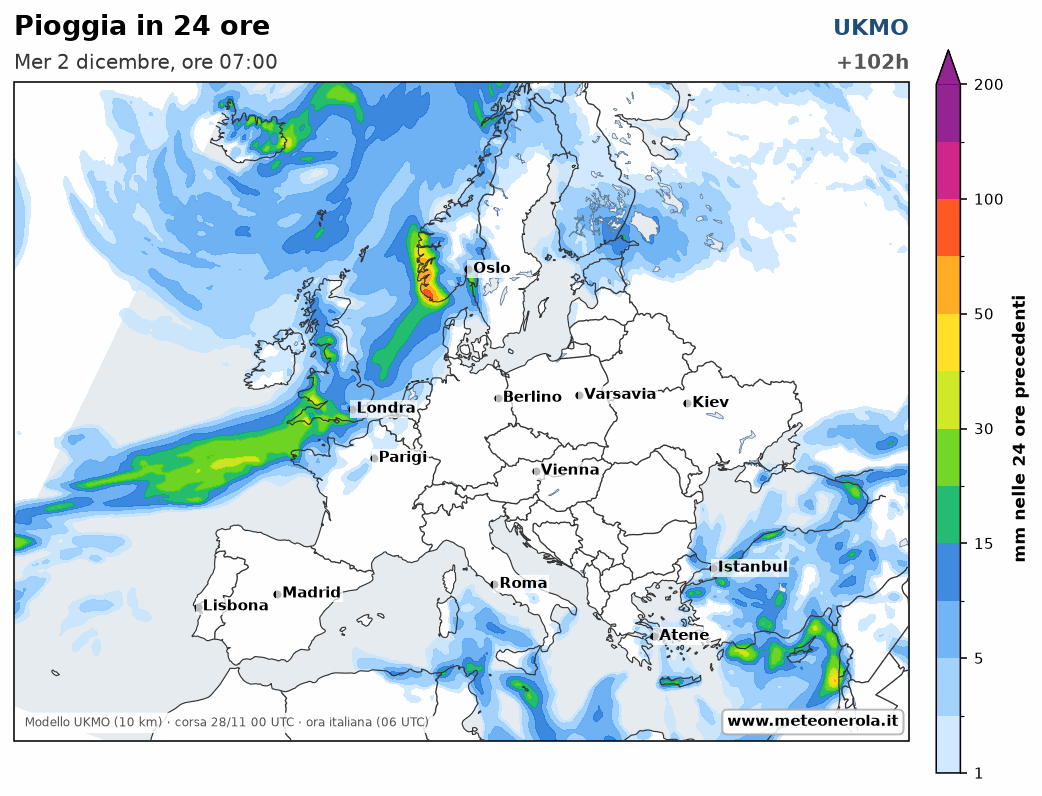 Pioggia in 24 ore
UKMO
Mer 2 dicembre, ore 07:00
+102h
200
100
50
30
15
5
1
mm nelle 24 ore precedenti
Oslo
Londra
Berlino
Varsavia
Kiev
Parigi
Vienna
Istanbul
Roma
Madrid
Lisbona
Atene
Modello UKMO (10 km) · corsa 28/11 00 UTC · ora italiana (06 UTC)
www.meteonerola.it